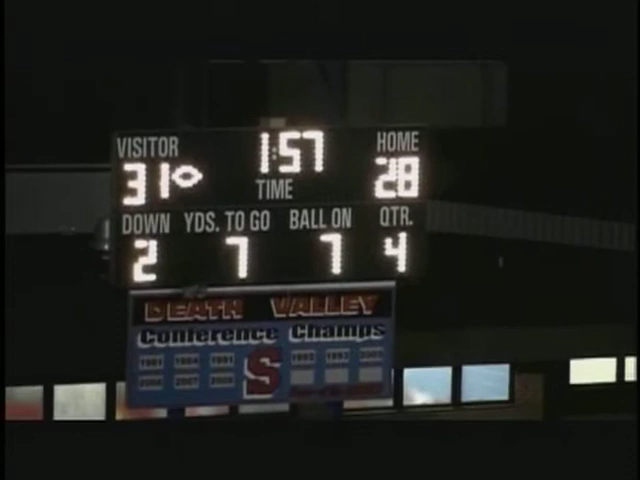 VISITOR 1:57 HOME
31 TIME 28
DOWN YDS. TO GO BALL ON QTR.
2 7 7 4
DEATH VALLEY
Conference Champs
S